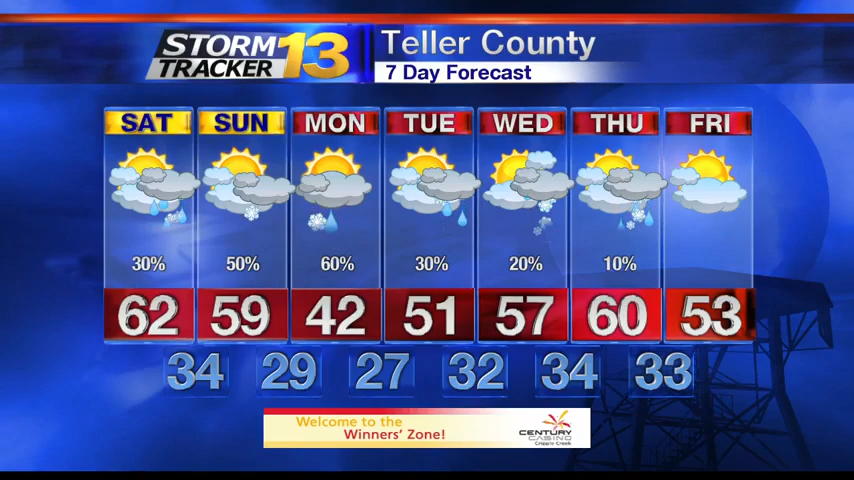 STORM 13
TRACKER
Teller County
7 Day Forecast
SAT SUN MON TUE WED THU FRI
30% 50% 60% 30% 20% 10%
62 59 42 51 57 60 53
34 29 27 32 34 33
Welcome to the
Winners' Zone!
CENTURY
CASINO
Cripple Creek